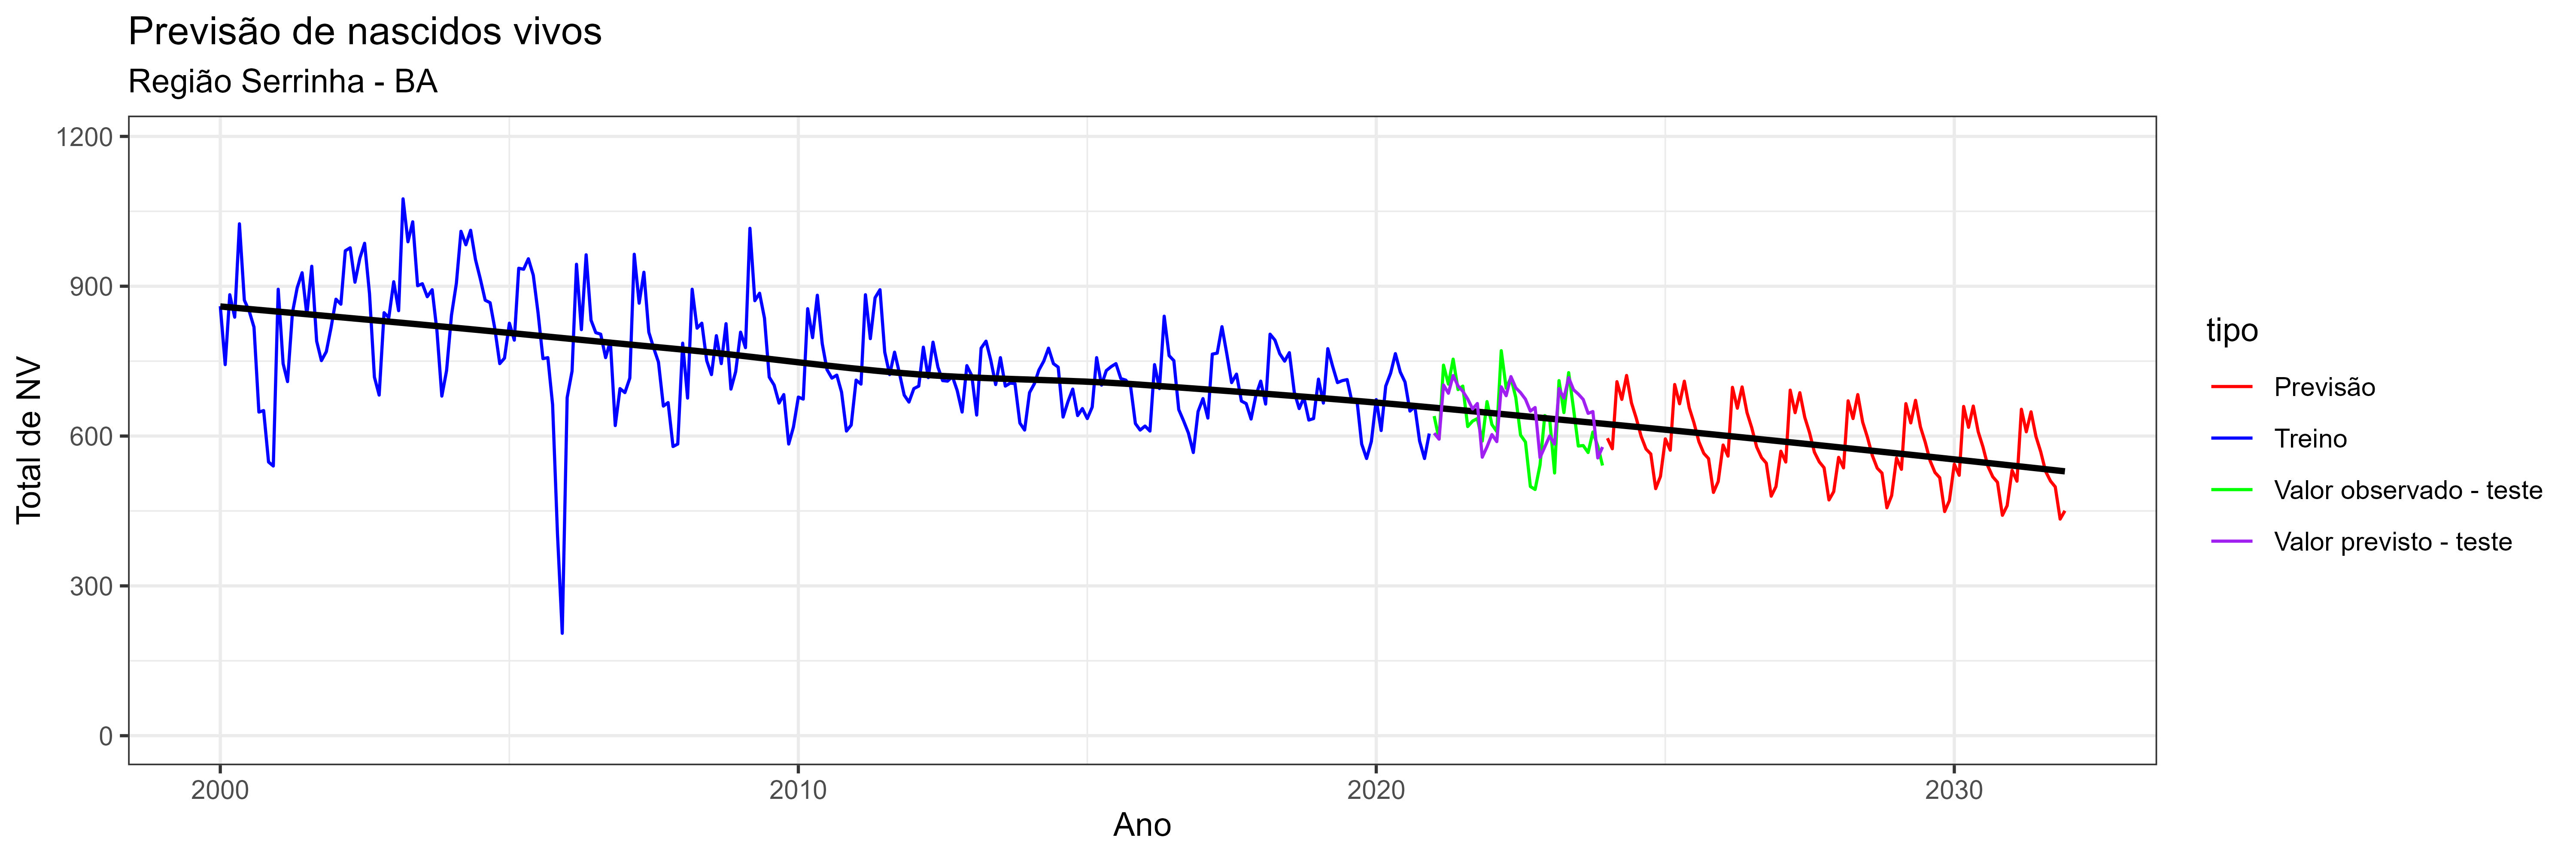 Previsão de nascidos vivos
Região Serrinha - BA
Total de NV
1200
900
600
300
0
2000
2010
2020
2030
Ano
tipo
Previsão
Treino
Valor observado - teste
Valor previsto - teste